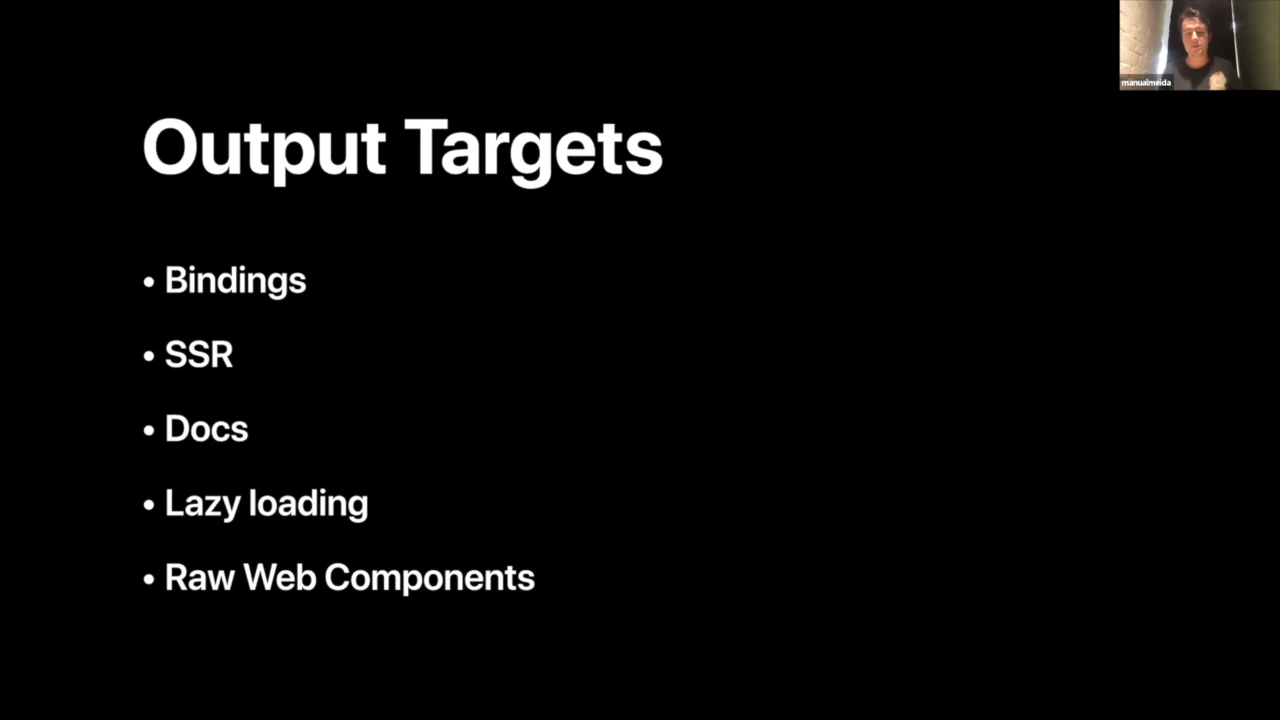 manualmeida
Output Targets
• Bindings
• SSR
• Docs
• Lazy loading
• Raw Web Components